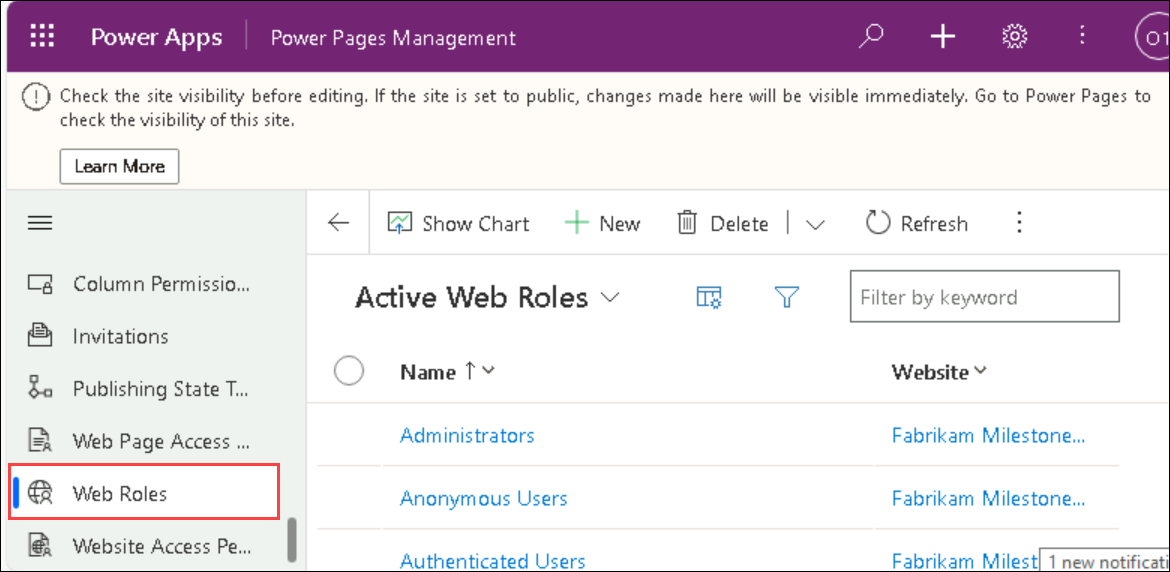 Power Apps
Power Pages Management
Check the site visibility before editing. If the site is set to public, changes made here will be visible immediately. Go to Power Pages to
check the visibility of this site.
Learn More
Show Chart
New
Delete
Refresh
Column Permissio...
Invitations
Publishing State T...
Web Page Access ...
Web Roles
Website Access Pe...
Active Web Roles
Filter by keyword
Name
Website
Administrators
Fabrikam Milestone...
Anonymous Users
Fabrikam Milestone...
Authenticated Users
Fabrikam Milest
1 new notificati